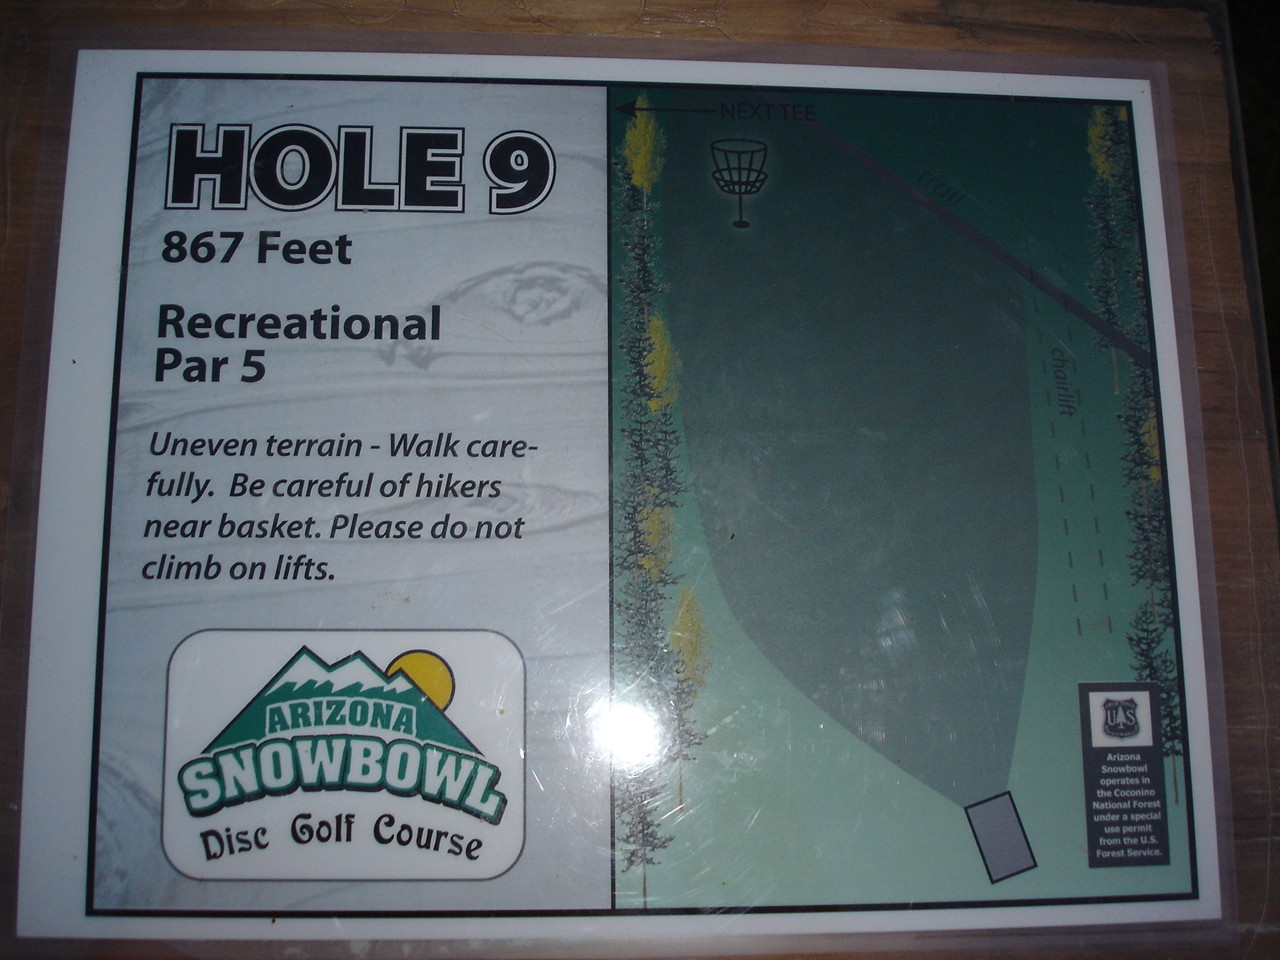 HOLE 9
867 Feet
Recreational
Par 5
Uneven terrain - Walk care-
fully. Be careful of hikers
near basket. Please do not
climb on lifts.
ARIZONA
SNOWBOWL
Disc Golf Course
NEXT TEE
chairlift
US
Arizona
Snowbowl
operates in
the Coconino
National Forest
under a special
use permit
from the U.S.
Forest Service.